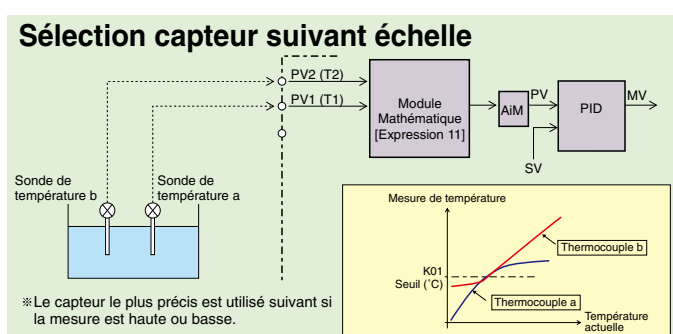 Sélection capteur suivant échelle
PV2 (T2)
PV1 (T1)
Module
Mathématique
[Expression 11]
AiM
PV
PID
MV
SV
Sonde de
température b
Sonde de
température a
※Le capteur le plus précis est utilisé suivant si
la mesure est haute ou basse.
Mesure de température
K01
Seuil (˚C)
Thermocouple b
Thermocouple a
Température
actuelle